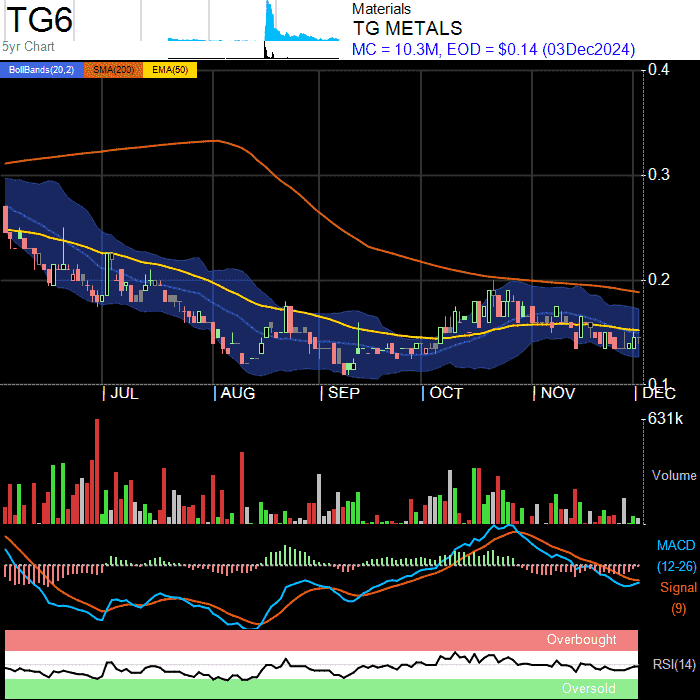 TG6
5yr Chart
Materials
TG METALS
MC = 10.3M, EOD = $0.14 (03Dec2024)
BollBands(20,2) SMA(200) EMA(50)
0.4
0.3
0.2
0.1
JUL AUG SEP OCT NOV DEC
631k
Volume
MACD
(12-26)
Signal
(9)
Overbought
RSI(14)
Oversold